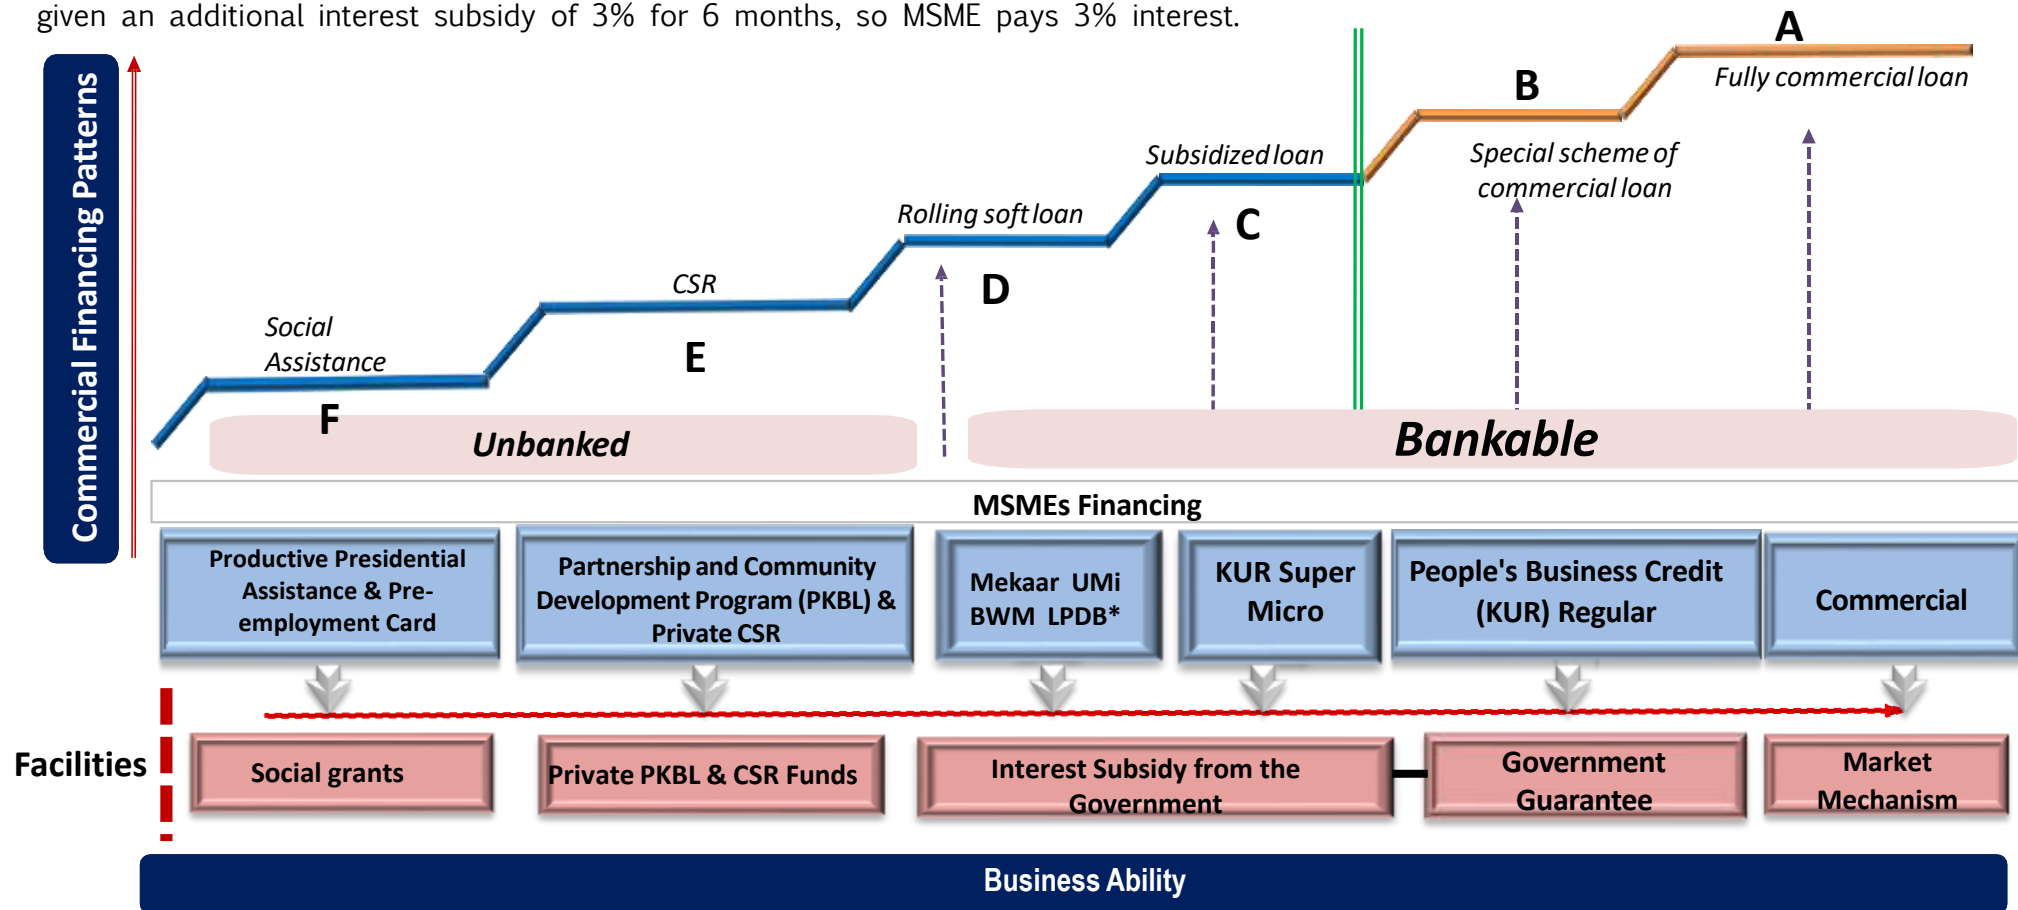 given an additional interest subsidy of 3% for 6 months, so MSME pays 3% interest.
Commercial Financing Patterns
A
Fully commercial loan
B
Special scheme of
commercial loan
Subsidized loan
C
Rolling soft loan
D
CSR
E
Social
Assistance
F
Unbanked
Bankable
MSMEs Financing
Productive Presidential
Assistance & Pre-
employment Card
Partnership and Community
Development Program (PKBL) &
Private CSR
Mekaar UMi
BWM LPDB*
KUR Super
Micro
People's Business Credit
(KUR) Regular
Commercial
Facilities
Social grants
Private PKBL & CSR Funds
Interest Subsidy from the
Government
Government
Guarantee
Market
Mechanism
Business Ability